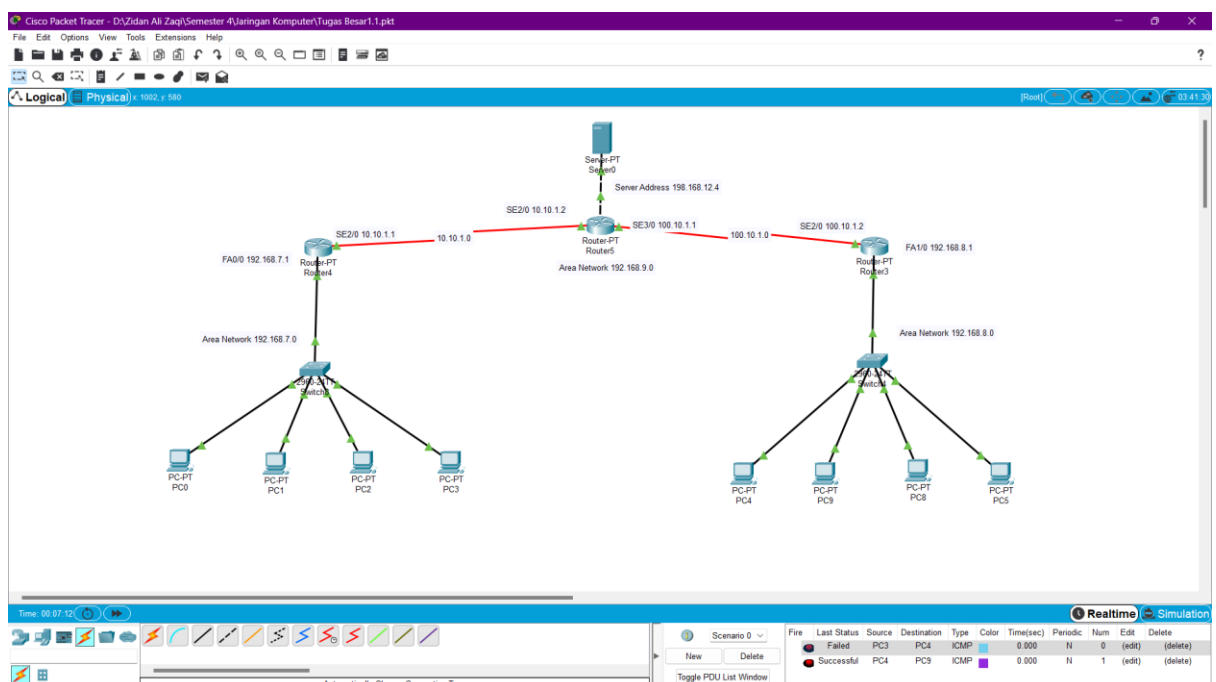 Cisco Packet Tracer - D:\Zidan Ali Zaqi\Semester 4\Jaringan Komputer\Tugas Besar1.1.pkt
File Edit Options View Tools Extensions Help
?
Logical Physical x: 1002, y: 580 [Root] 03:41:30
Server-PT
Server0
Server Address 198.168.12.4
SE2/0 10.10.1.2
SE3/0 100.10.1.1
SE2/0 100.10.1.2
SE2/0 10.10.1.1
10.10.1.0
100.10.1.0
Router-PT
Router5
FA1/0 192.168.8.1
FA0/0 192.168.7.1
Router-PT
Router4
Area Network 192.168.9.0
Router-PT
Router3
Area Network 192.168.7.0
Area Network 192.168.8.0
2960-24TT
2960-24TT
PC-PT
PC0
PC-PT
PC1
PC-PT
PC2
PC-PT
PC3
PC-PT
PC4
PC-PT
PC9
PC-PT
PC8
PC-PT
PC5
Time: 00:07:12 Realtime Simulation
Scenario 0
New Delete
Toggle PDU List Window
Fire Last Status Source Destination Type Color Time(sec) Periodic Num Edit Delete
Failed PC3 PC4 ICMP 0.000 N 0 (edit) (delete)
Successful PC4 PC9 ICMP 0.000 N 1 (edit) (delete)